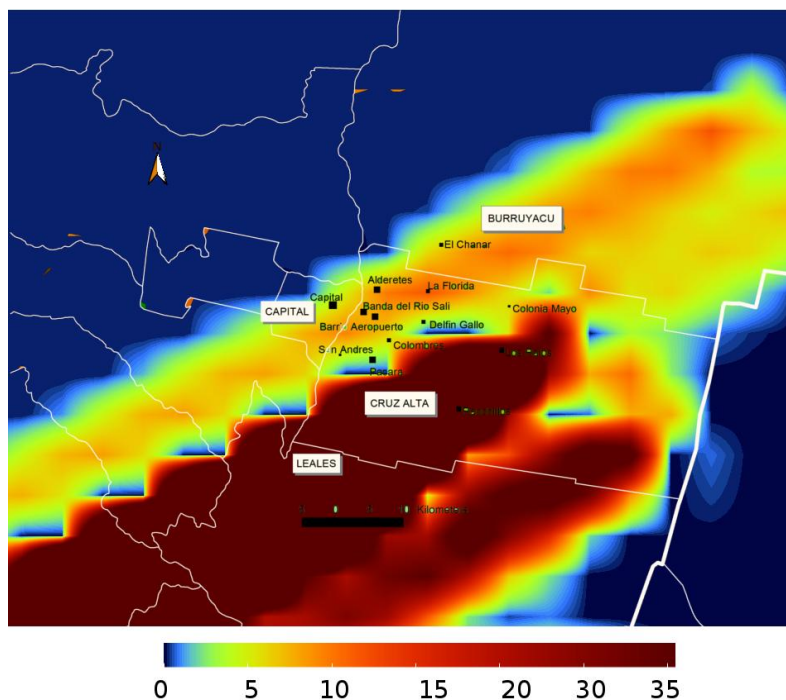 N
BURRUYACU
El Chanar
Alderetes
La Florida
Capital
CAPITAL
Banda del Rio Sali
Colonia Mayo
Barrio Aeropuerto
Delfin Gallo
San Andres
Colombres
CRUZ ALTA
LEALES
Kilometers
0 5 10 15 20 30 35